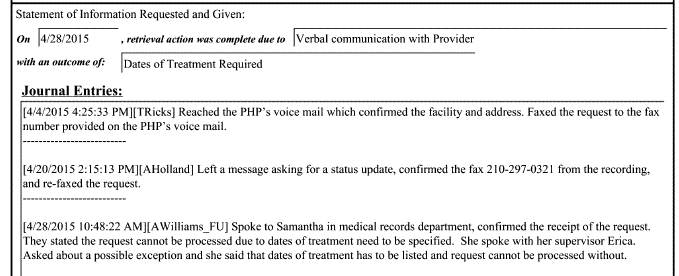 Statement of Information Requested and Given:
On 4/28/2015 , retrieval action was complete due to Verbal communication with Provider
with an outcome of: Dates of Treatment Required
Journal Entries:
[4/4/2015 4:25:33 PM][TRicks] Reached the PHP's voice mail which confirmed the facility and address. Faxed the request to the fax
number provided on the PHP's voice mail.
--------------------------
[4/20/2015 2:15:13 PM][AHolland] Left a message asking for a status update, confirmed the fax 210-297-0321 from the recording,
and re-faxed the request.
--------------------------
[4/28/2015 10:48:22 AM][AWilliams_FU] Spoke to Samantha in medical records department, confirmed the receipt of the request.
They stated the request cannot be processed due to dates of treatment need to be specified. She spoke with her supervisor Erica.
Asked about a possible exception and she said that dates of treatment has to be listed and request cannot be processed without.